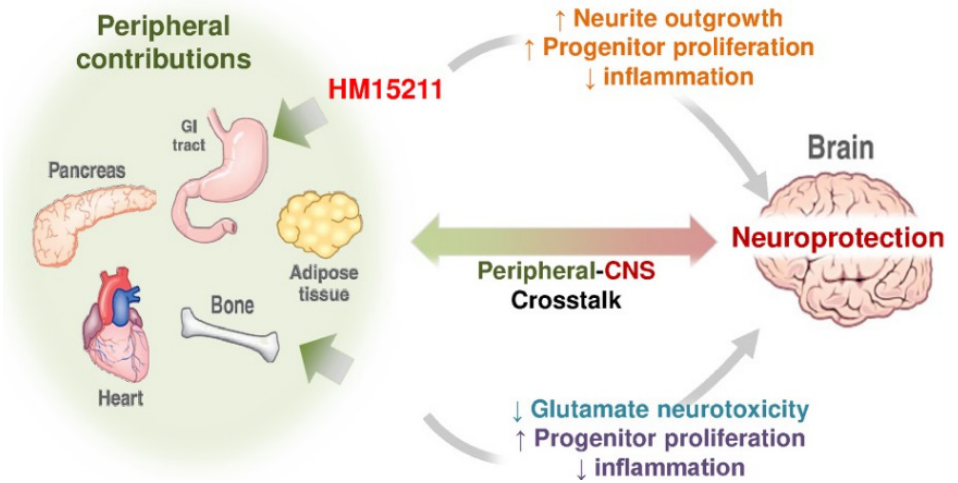 Peripheral
contributions
HM15211
GI
tract
Pancreas
Adipose
tissue
Bone
Heart
↑ Neurite outgrowth
↑ Progenitor proliferation
↓ inflammation
Peripheral-CNS
Crosstalk
Brain
Neuroprotection
↓ Glutamate neurotoxicity
↑ Progenitor proliferation
↓ inflammation